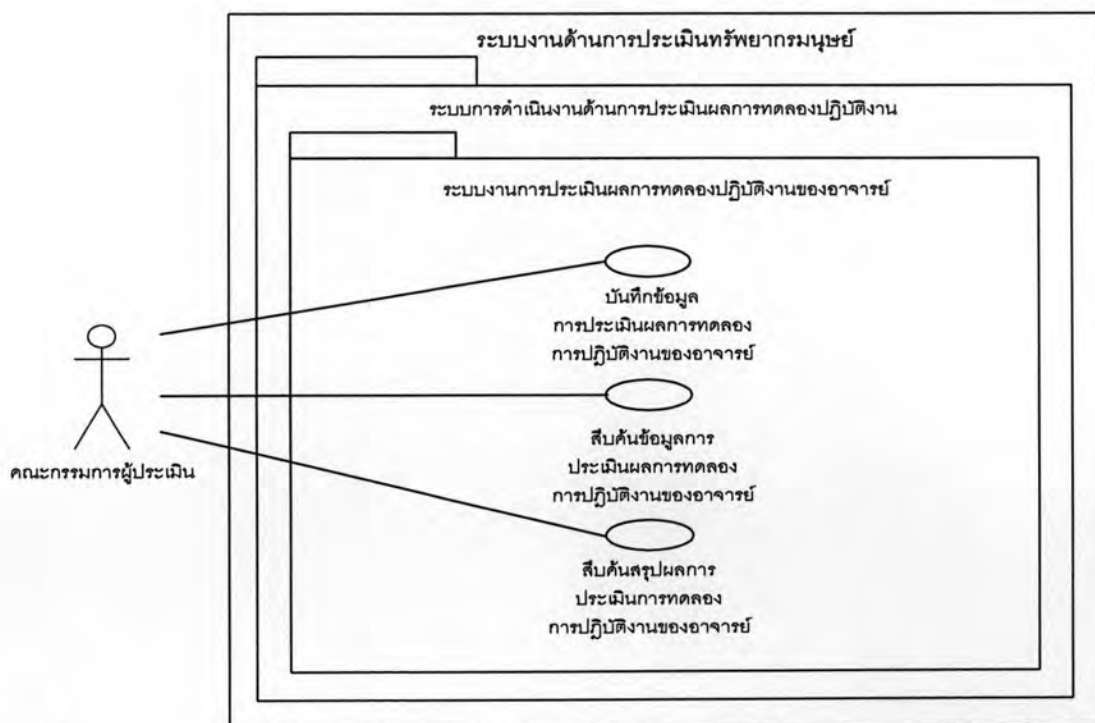 ระบบงานด้านการประเมินทรัพยากรมนุษย์
ระบบการดำเนินงานด้านการประเมินผลการทดลองปฏิบัติงาน
ระบบงานการประเมินผลการทดลองปฏิบัติงานของอาจารย์
บันทึกข้อมูล
การประเมินผลการทดลอง
การปฏิบัติงานของอาจารย์
คณะกรรมการผู้ประเมิน
สืบค้นข้อมูลการ
ประเมินผลการทดลอง
การปฏิบัติงานของอาจารย์
สืบค้นสรุปผลการ
ประเมินการทดลอง
การปฏิบัติงานของอาจารย์